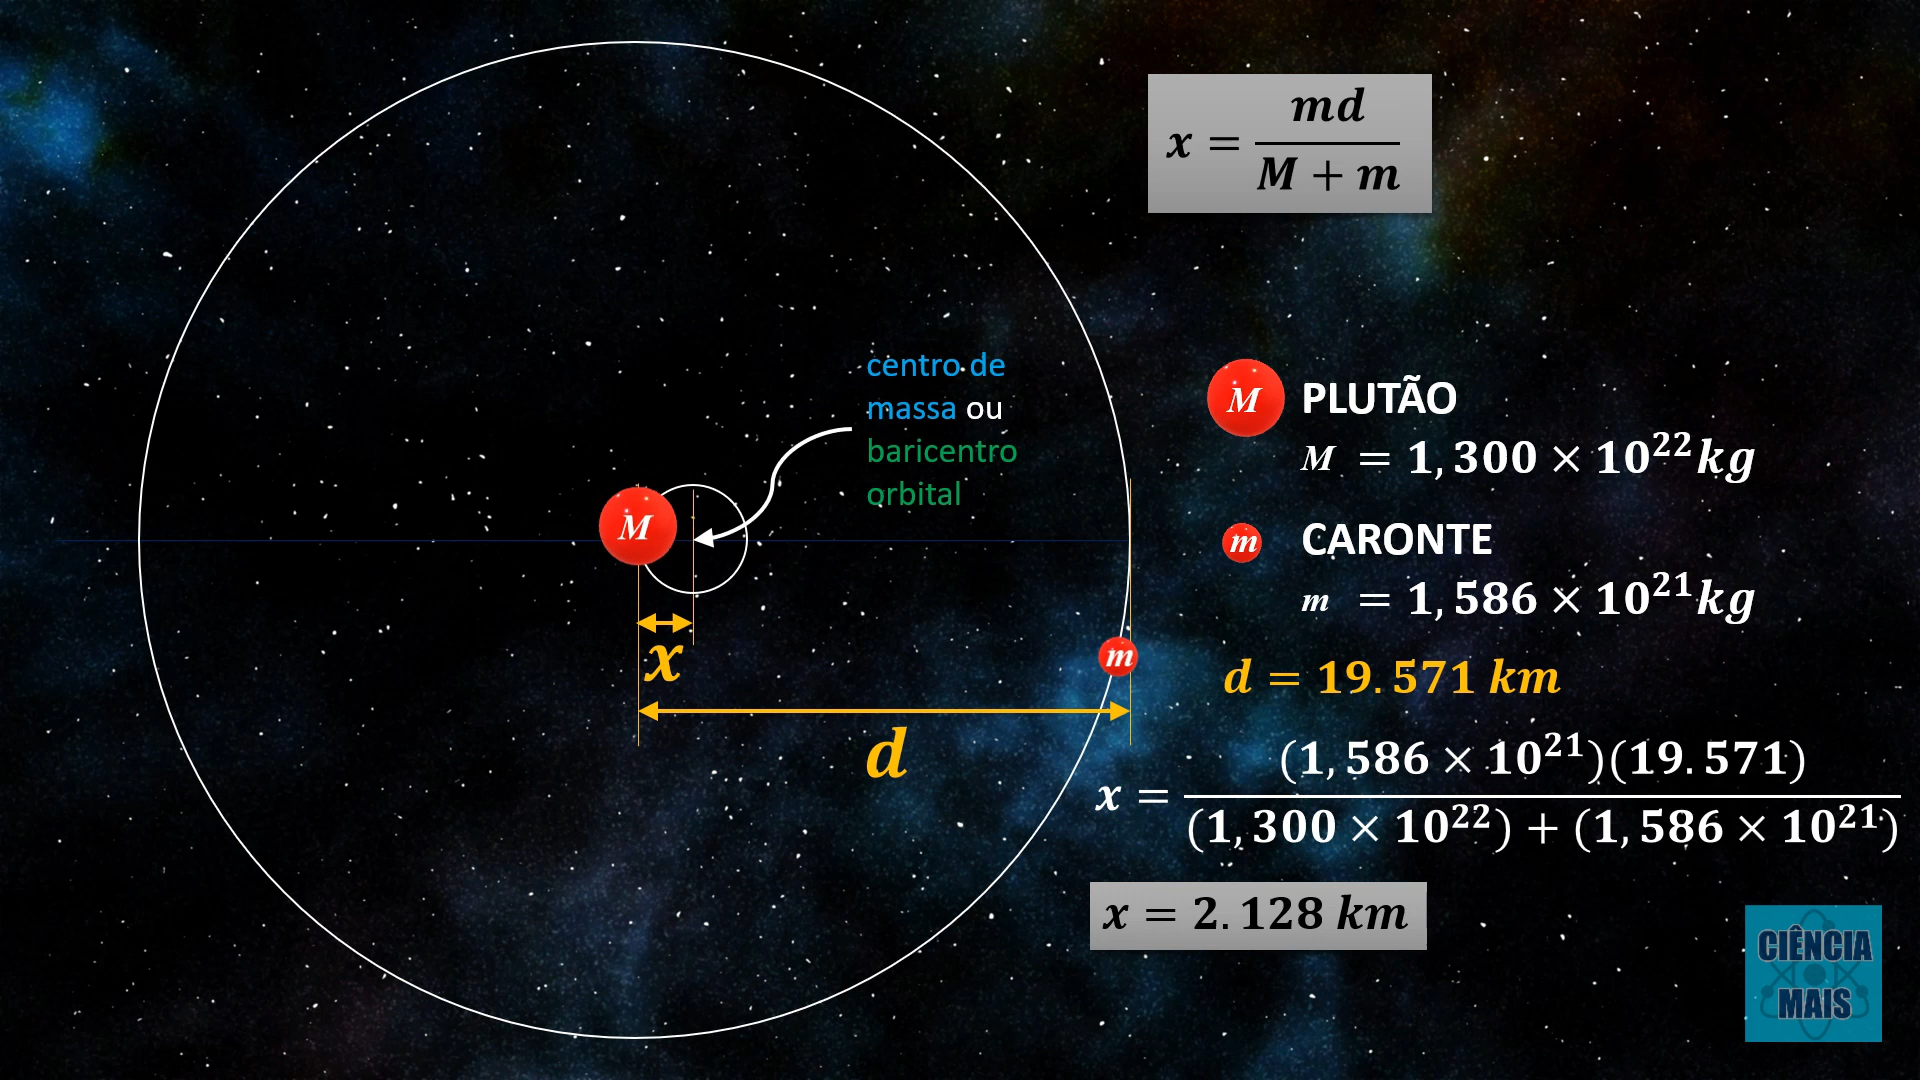 x = md / M + m
centro de
massa ou
baricentro
orbital
M
x
d
m
M PLUTÃO
M = 1,300 × 10²² kg
m CARONTE
m = 1,586 × 10²¹ kg
d = 19.571 km
x = (1,586 × 10²¹)(19.571) / (1,300 × 10²²) + (1,586 × 10²¹)
x = 2.128 km
CIÊNCIA
MAIS